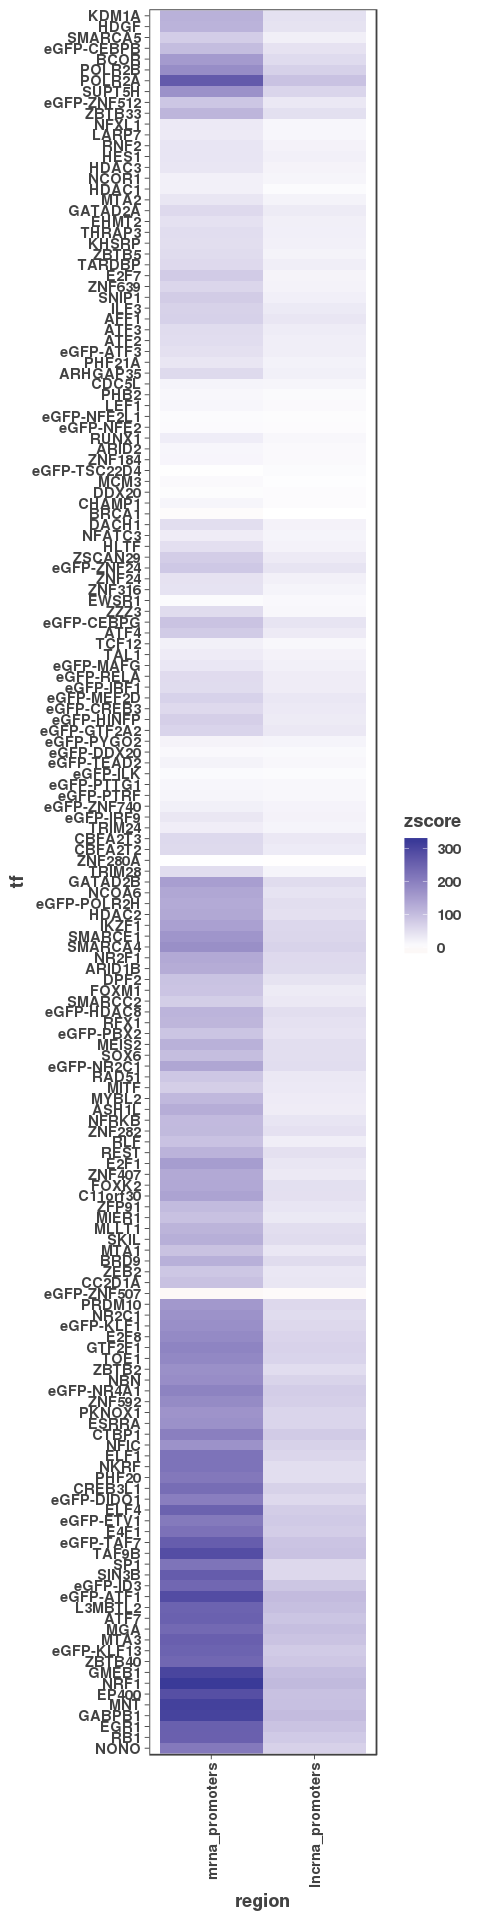 KDM1A
HDGF
SMARCA5
eGFP-CEBPB
BCOR
POLR2B
POLR2A
SUPT5H
eGFP-ZNF512
ZBTB33
NFXL1
LARP7
RNF2
HES1
HDAC3
NCOR1
HDAC1
MTA2
GATAD2A
EHMT2
THRAP3
KHSRP
ZBTB5
TARDBP
E2F7
ZNF639
SNIP1
ILF3
AFF1
ATF3
ATF2
eGFP-ATF3
PHF21A
ARHGAP35
CDC5L
PHB2
LEF1
eGFP-NFE2L1
eGFP-NFE2
RUNX1
ARID2
ZNF184
eGFP-TSC22D4
MCM3
DDX20
CHAMP1
BRCA1
DACH1
NFATC3
HLTF
ZSCAN29
eGFP-ZNF24
ZNF24
ZNF316
EWSR1
ZZZ3
eGFP-CEBPG
ATF4
TCF12
TAL1
eGFP-MAFG
eGFP-RELA
eGFP-IRF1
eGFP-MEF2D
eGFP-CREB3
eGFP-HINFP
eGFP-GTF2A2
eGFP-PYGO2
eGFP-DDX20
eGFP-TEAD2
eGFP-ILK
eGFP-PTTG1
eGFP-PTRF
eGFP-ZNF740
eGFP-IRF9
TRIM24
CBFA2T3
CBFA2T2
ZNF280A
TRIM28
GATAD2B
NCOA6
eGFP-POLR2H
HDAC2
IKZF1
SMARCE1
SMARCA4
NR2F1
ARID1B
DPF2
FOXM1
SMARCC2
eGFP-HDAC8
RFX1
eGFP-PBX2
MEIS2
SOX6
eGFP-NR2C1
RAD51
MITF
MYBL2
ASH1L
NFRKB
ZNF282
RLF
REST
E2F1
ZNF407
FOXK2
C11orf30
ZFP91
MIER1
MLLT1
SKIL
MTA1
BRD9
ZEB2
CC2D1A
eGFP-ZNF507
PRDM10
NR2C1
eGFP-KLF1
E2F8
GTF2F1
TOE1
ZBTB2
NBN
eGFP-NR4A1
ZNF592
PKNOX1
ESRRA
CTBP1
NFIC
ELF1
NKRF
PHF20
CREB3L1
eGFP-DIDO1
ELF4
eGFP-ETV1
E4F1
eGFP-TAF7
TAF9B
SP1
SIN3B
eGFP-ID3
eGFP-ATF1
L3MBTL2
ATF7
MGA
MTA3
eGFP-KLF13
ZBTB40
GMEB1
NRF1
EP400
MNT
GABPB1
EGR1
RB1
NONO
tf
mrna_promoters
lncrna_promoters
region
zscore
300
200
100
0